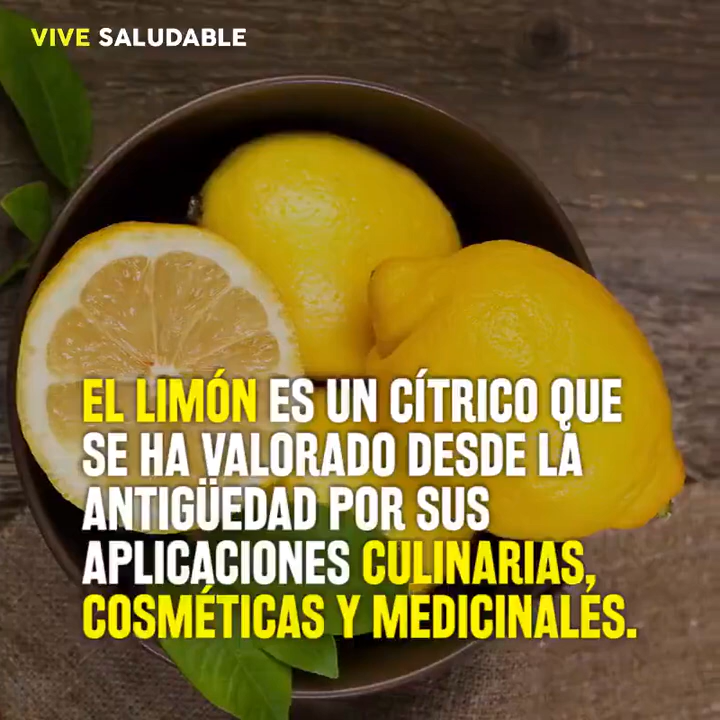 VIVE SALUDABLE
EL LIMÓN ES UN CÍTRICO QUE
SE HA VALORADO DESDE LA
ANTIGÜEDAD POR SUS
APLICACIONES CULINARIAS,
COSMÉTICAS Y MEDICINALES.